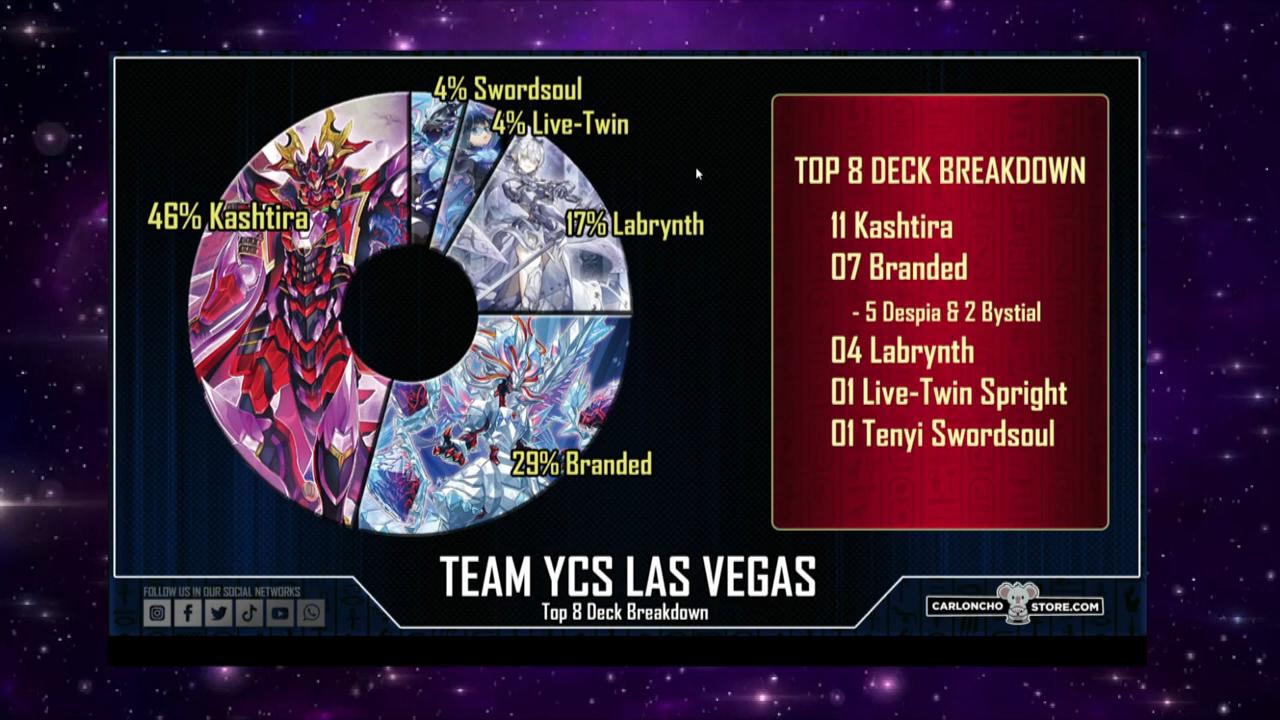 4% Swordsoul
4% Live-Twin
46% Kashtira
17% Labrynth
29% Branded
TOP 8 DECK BREAKDOWN
11 Kashtira
07 Branded
- 5 Despia & 2 Bystial
04 Labrynth
01 Live-Twin Spright
01 Tenyi Swordsoul
TEAM YCS LAS VEGAS
Top 8 Deck Breakdown
FOLLOW US IN OUR SOCIAL NETWORKS
CARLONCHO STORE.COM